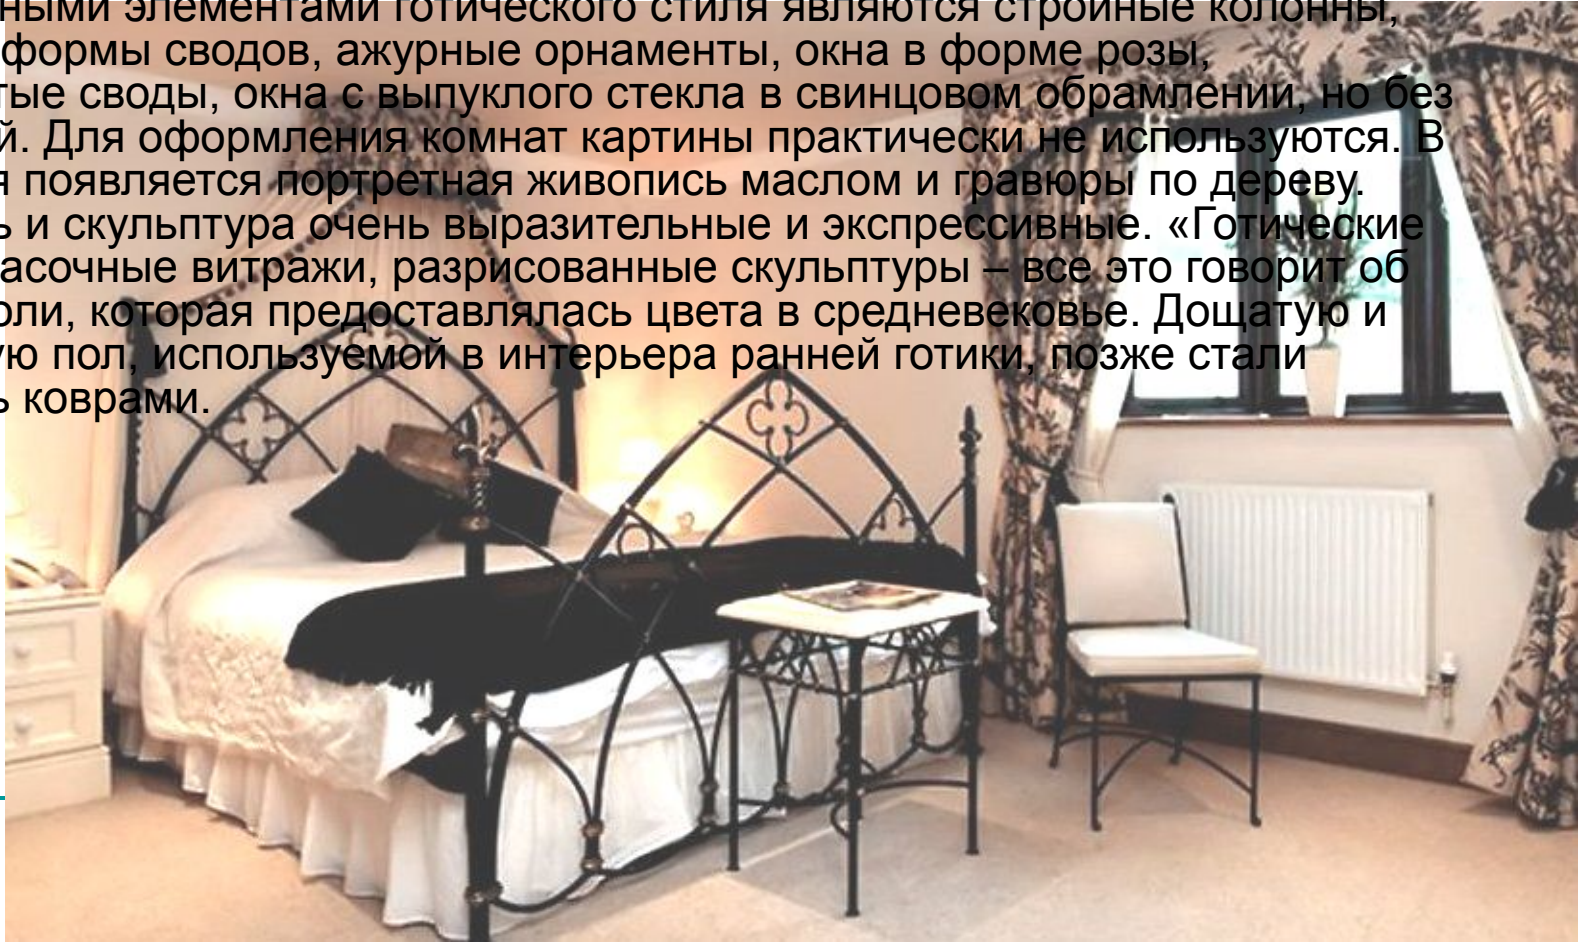 ными элементами готического стиля являются стройные колонны,
формы сводов, ажурные орнаменты, окна в форме розы,
тые своды, окна с выпуклого стекла в свинцовом обрамлении, но без
й. Для оформления комнат картины практически не используются. В
я появляется портретная живопись маслом и гравюры по дереву.
ь и скульптура очень выразительные и экспрессивные. «Готические
асочные витражи, разрисованные скульптуры – все это говорит об
оли, которая предоставлялась цвета в средневековье. Дощатую и
ую пол, используемой в интерьера ранней готики, позже стали
ь коврами.